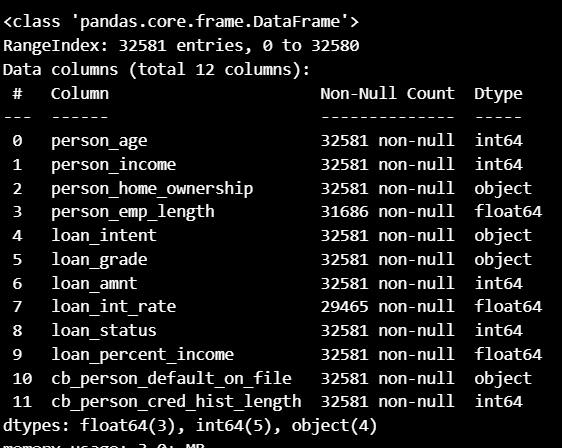 <class 'pandas.core.frame.DataFrame'>
RangeIndex: 32581 entries, 0 to 32580
Data columns (total 12 columns):
 #   Column                      Non-Null Count  Dtype
---  ------                      --------------  -----
 0   person_age                  32581 non-null  int64
 1   person_income               32581 non-null  int64
 2   person_home_ownership       32581 non-null  object
 3   person_emp_length           31686 non-null  float64
 4   loan_intent                 32581 non-null  object
 5   loan_grade                  32581 non-null  object
 6   loan_amnt                   32581 non-null  int64
 7   loan_int_rate               29465 non-null  float64
 8   loan_status                 32581 non-null  int64
 9   loan_percent_income         32581 non-null  float64
 10  cb_person_default_on_file   32581 non-null  object
 11  cb_person_cred_hist_length  32581 non-null  int64
dtypes: float64(3), int64(5), object(4)
memory usage: MB